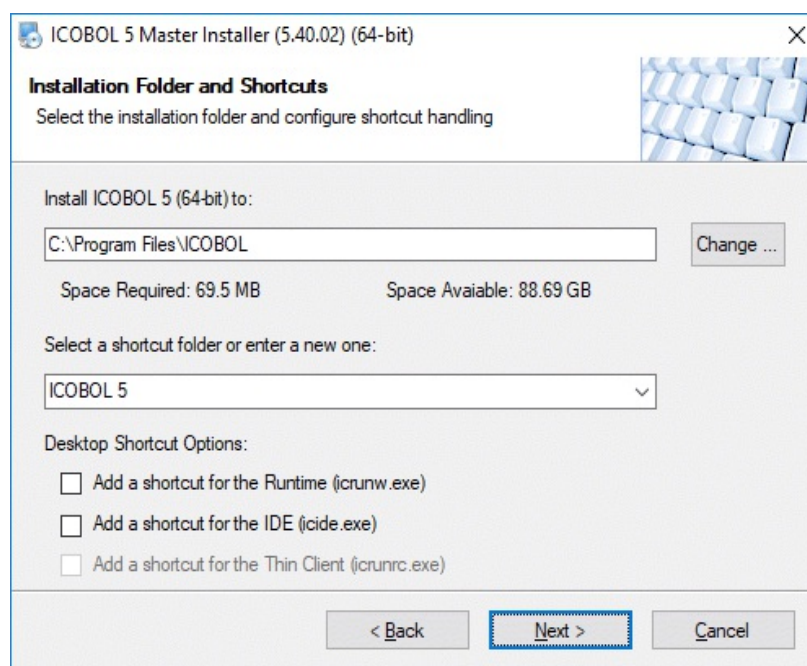 ICOBOL 5 Master Installer (5.40.02) (64-bit)
Installation Folder and Shortcuts
Select the installation folder and configure shortcut handling
Install ICOBOL 5 (64-bit) to:
C:\Program Files\ICOBOL
Change ...
Space Required: 69.5 MB
Space Avaiable: 88.69 GB
Select a shortcut folder or enter a new one:
ICOBOL 5
Desktop Shortcut Options:
Add a shortcut for the Runtime (icrunw.exe)
Add a shortcut for the IDE (icide.exe)
Add a shortcut for the Thin Client (icrunrc.exe)
< Back
Next >
Cancel